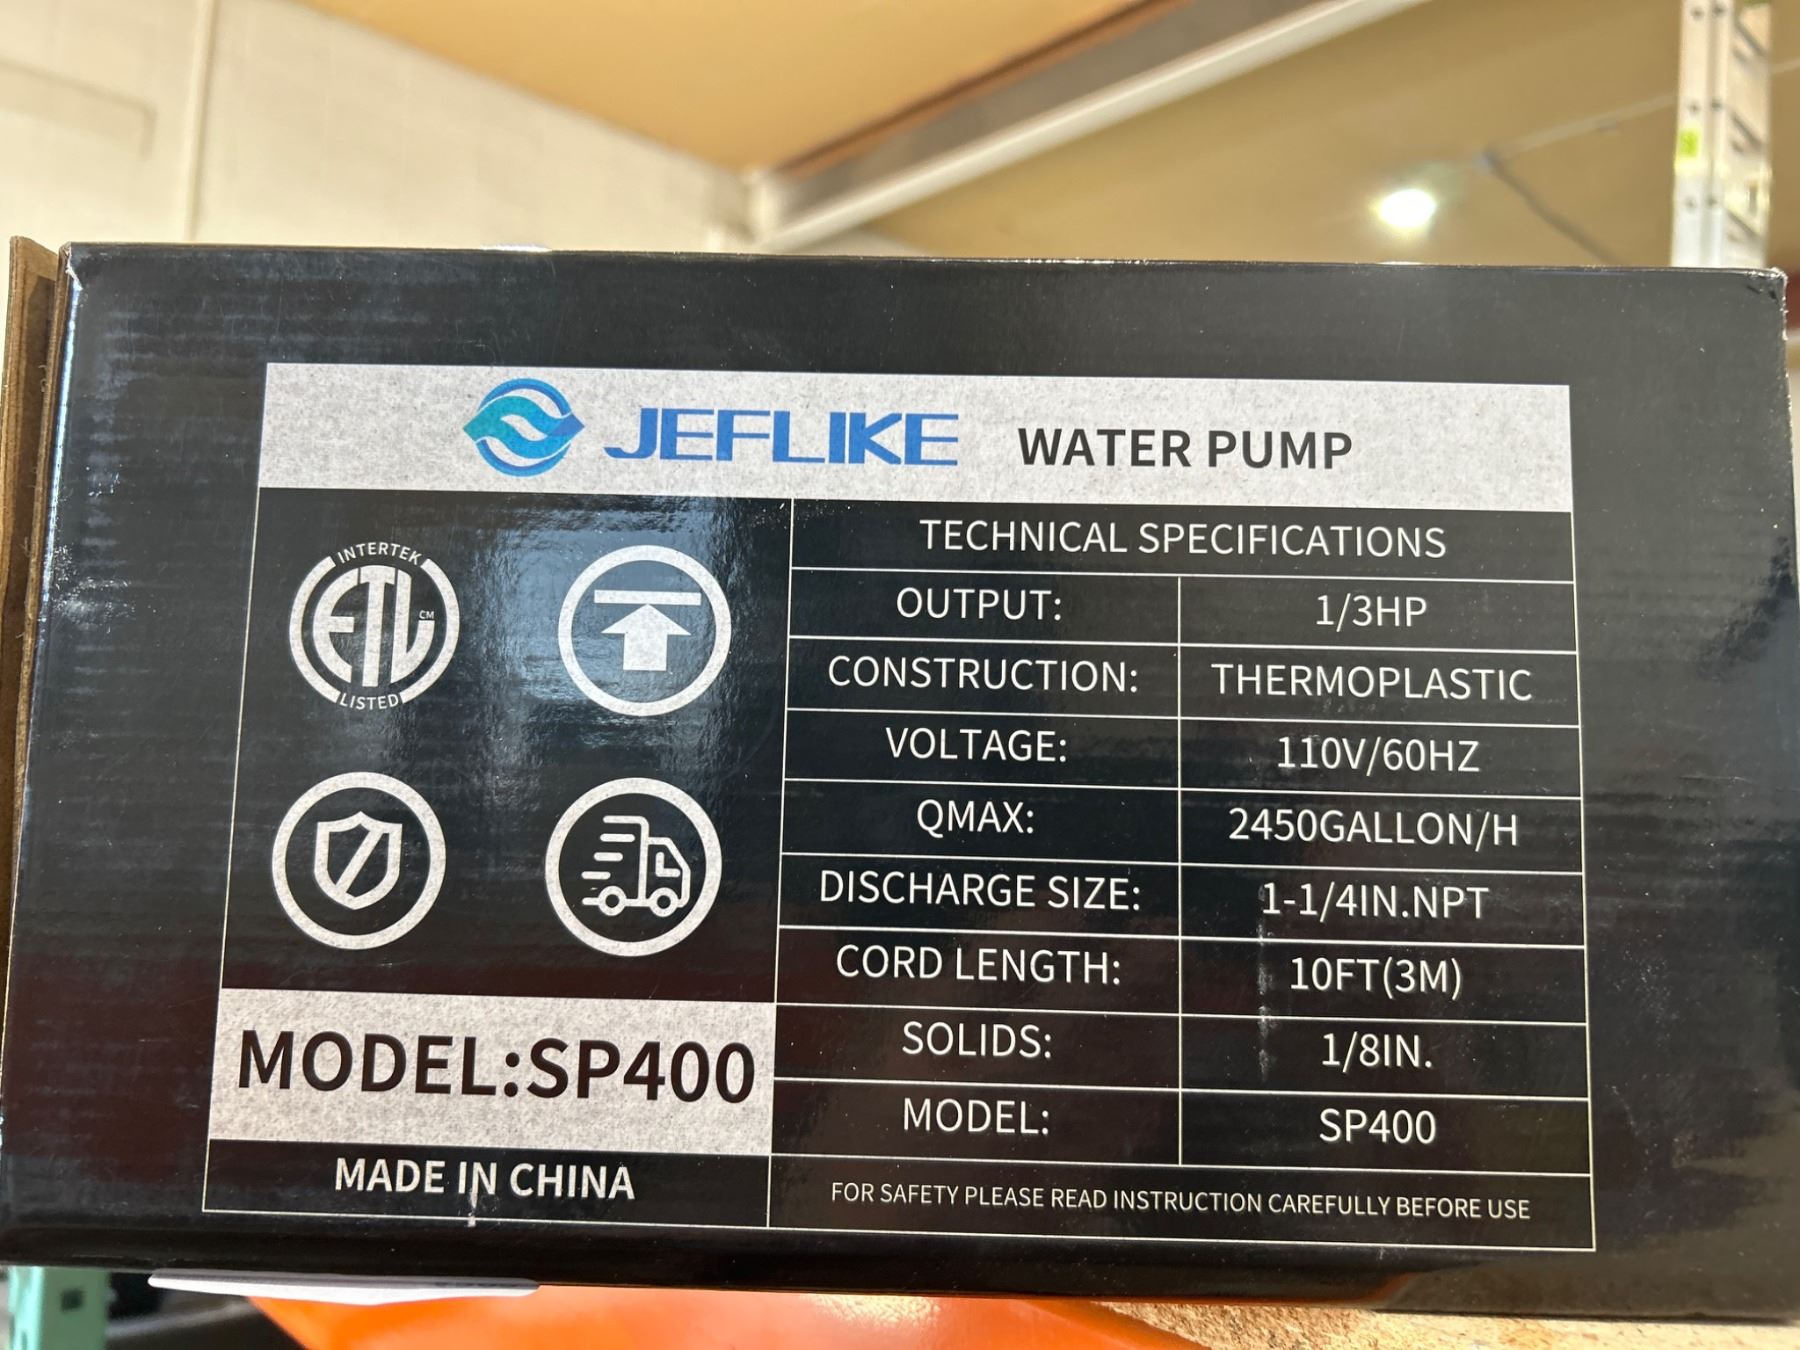 JEFLIKE WATER PUMP
INTERTEK
ETL CM
LISTED
TECHNICAL SPECIFICATIONS
OUTPUT: 1/3HP
CONSTRUCTION: THERMOPLASTIC
VOLTAGE: 110V/60HZ
QMAX: 2450GALLON/H
DISCHARGE SIZE: 1-1/4IN.NPT
CORD LENGTH: 10FT(3M)
SOLIDS: 1/8IN.
MODEL: SP400
MODEL:SP400
MADE IN CHINA
FOR SAFETY PLEASE READ INSTRUCTION CAREFULLY BEFORE USE